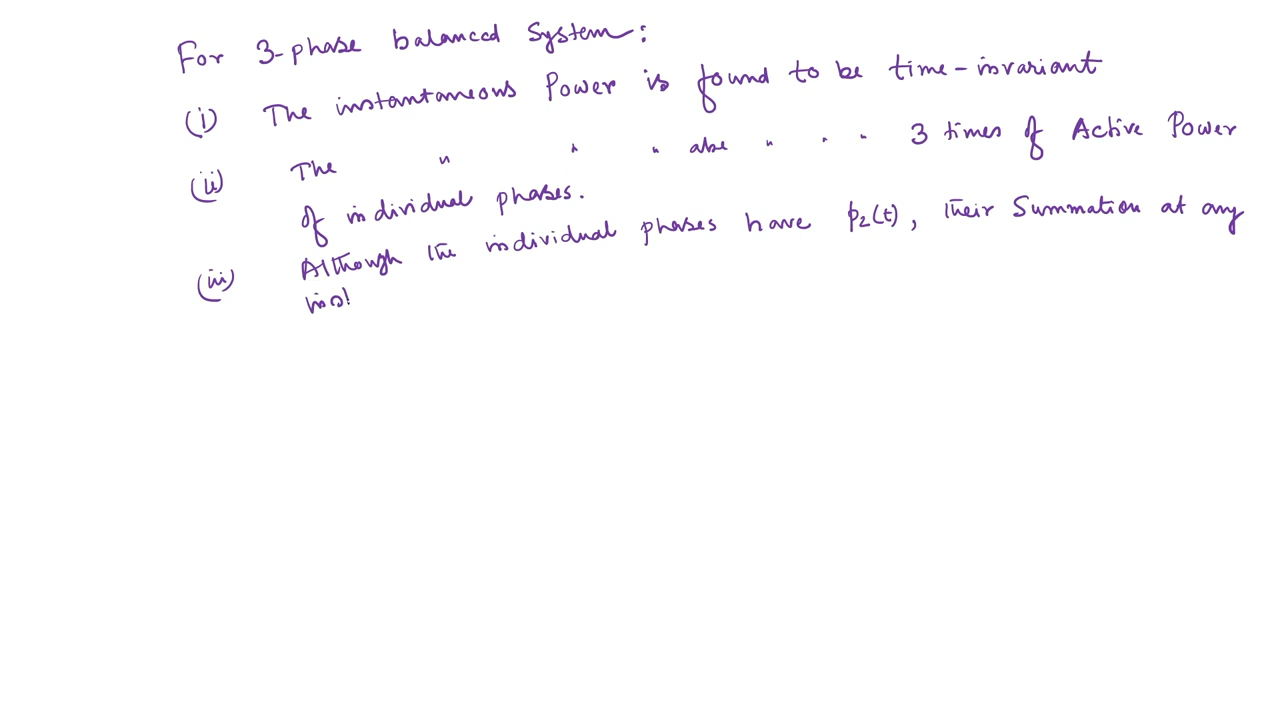 For 3-phase balanced System:
(i) The instantaneous Power is found to be time-invariant
(ii) The " " " also " " " 3 times of Active Power
of individual phases.
(iii) Although the individual phases have p2(t), their Summation at any